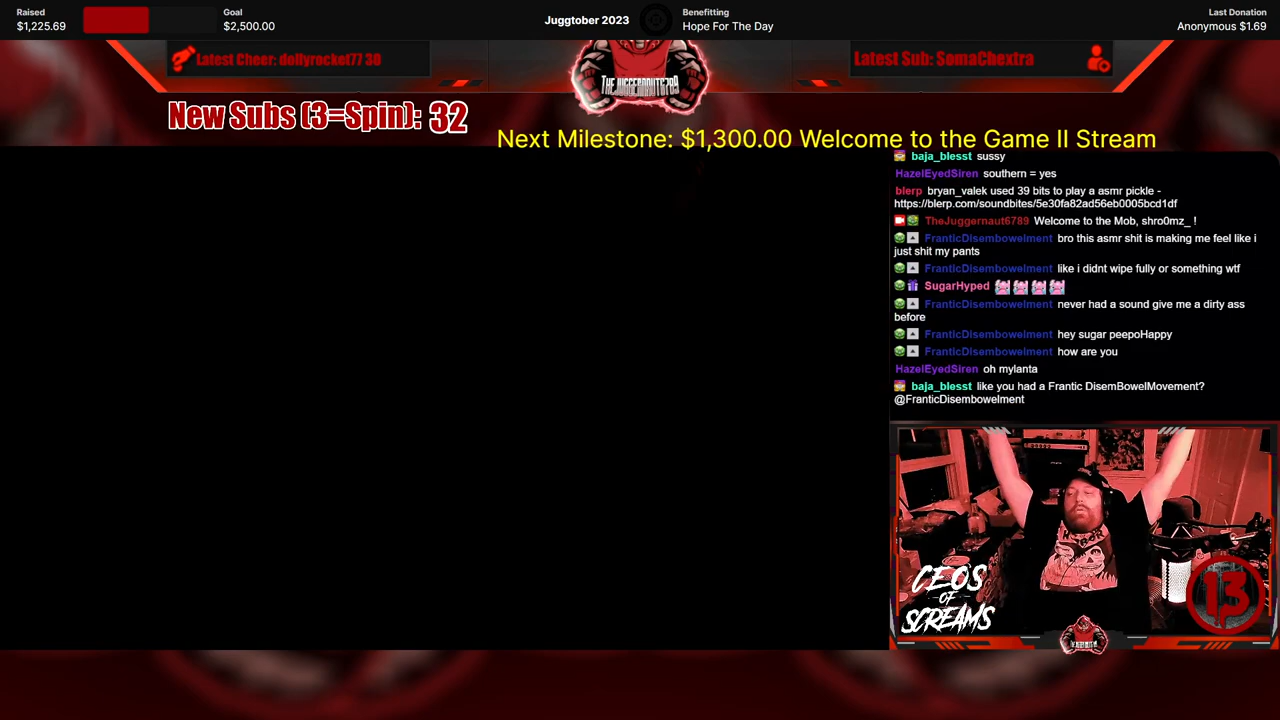 Raised
$1,225.69
Goal
$2,500.00
Juggtober 2023
Benefitting
Hope For The Day
Last Donation
Anonymous $1.69
Latest Cheer: dollyrocket77 30
THEJUGGERNAUT6789
Latest Sub: SomaChextra
New Subs (3=Spin): 32
Next Milestone: $1,300.00 Welcome to the Game II Stream
baja_blesst sussy
HazelEyedSiren southern = yes
blerp bryan_valek used 39 bits to play a asmr pickle -
https://blerp.com/soundbites/5e30fa82ad56eb0005bcd1df
TheJuggernaut6789 Welcome to the Mob, shro0mz_ !
FranticDisembowelment bro this asmr shit is making me feel like i
just shit my pants
FranticDisembowelment like i didnt wipe fully or something wtf
SugarHyped
FranticDisembowelment never had a sound give me a dirty ass
before
FranticDisembowelment hey sugar peepoHappy
FranticDisembowelment how are you
HazelEyedSiren oh mylanta
baja_blesst like you had a Frantic DisemBowelMovement?
@FranticDisembowelment
CEOS
OF
SCREAMS
13